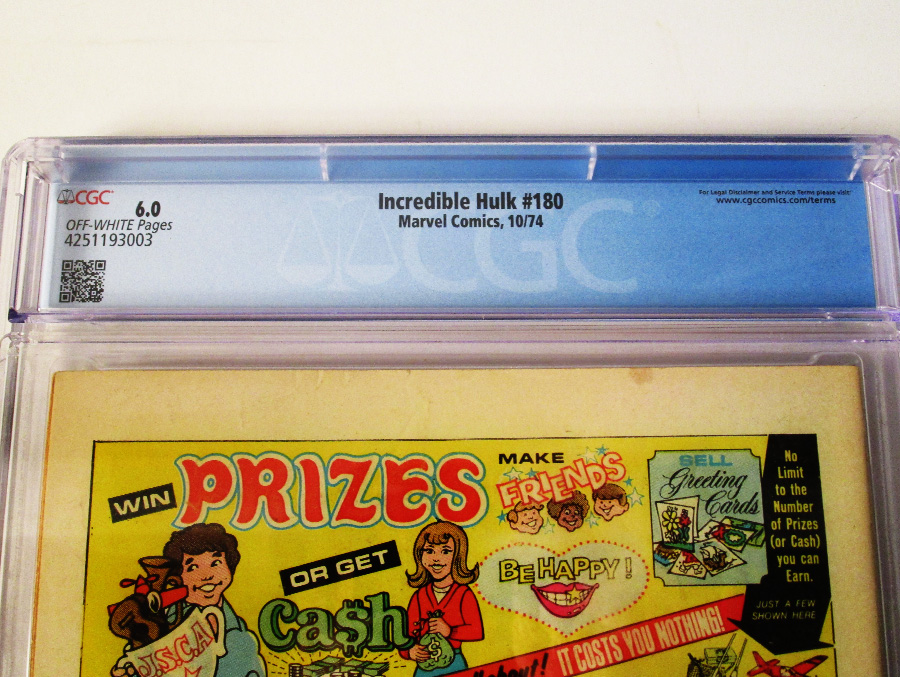 CGC
6.0
OFF-WHITE Pages
4251193003
Incredible Hulk #180
Marvel Comics, 10/74
For Legal Disclaimer and Service Terms please visit
www.cgccomics.com/terms
CGC
WIN
PRIZES
MAKE
FRIENDS
SELL
Greeting
Cards
No
Limit
to the
Number
of Prizes
(or Cash)
you can
Earn.
OR GET
Ca$h
BE HAPPY!
JUST A FEW
SHOWN HERE
IT COSTS YOU NOTHING!